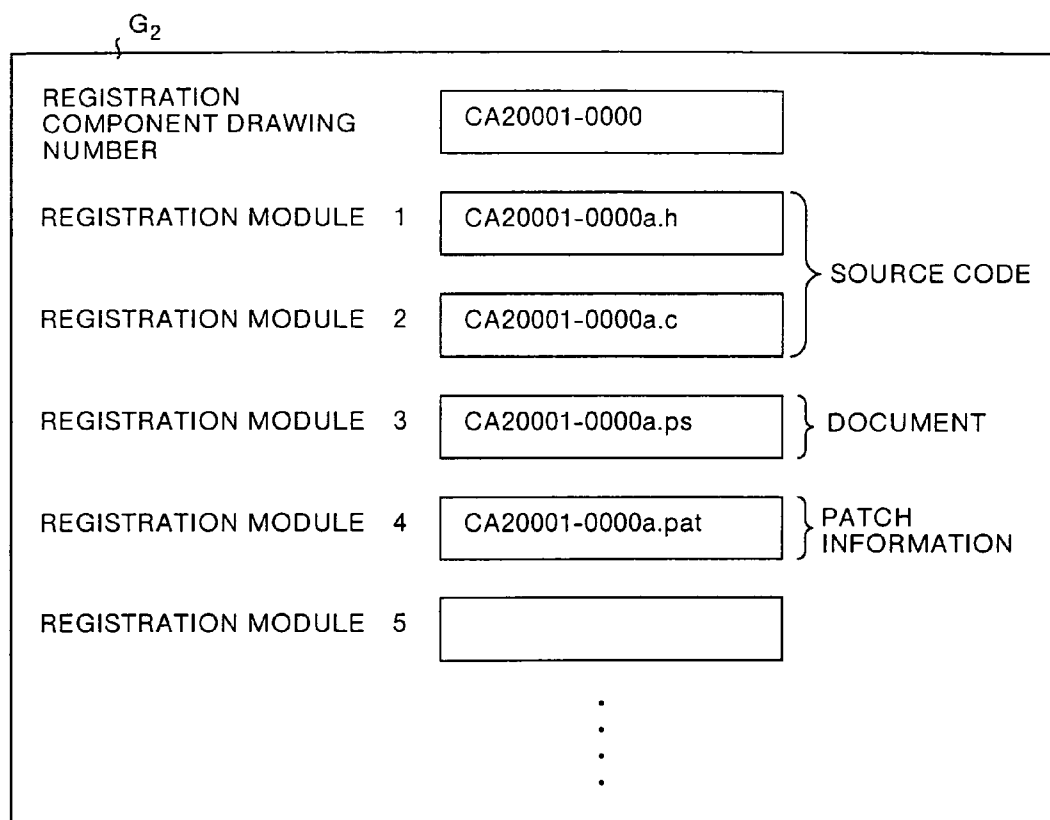 G2
REGISTRATION
COMPONENT DRAWING
NUMBER
CA20001-0000
REGISTRATION MODULE 1
CA20001-0000a.h
SOURCE CODE
REGISTRATION MODULE 2
CA20001-0000a.c
REGISTRATION MODULE 3
CA20001-0000a.ps
DOCUMENT
REGISTRATION MODULE 4
CA20001-0000a.pat
PATCH
INFORMATION
REGISTRATION MODULE 5